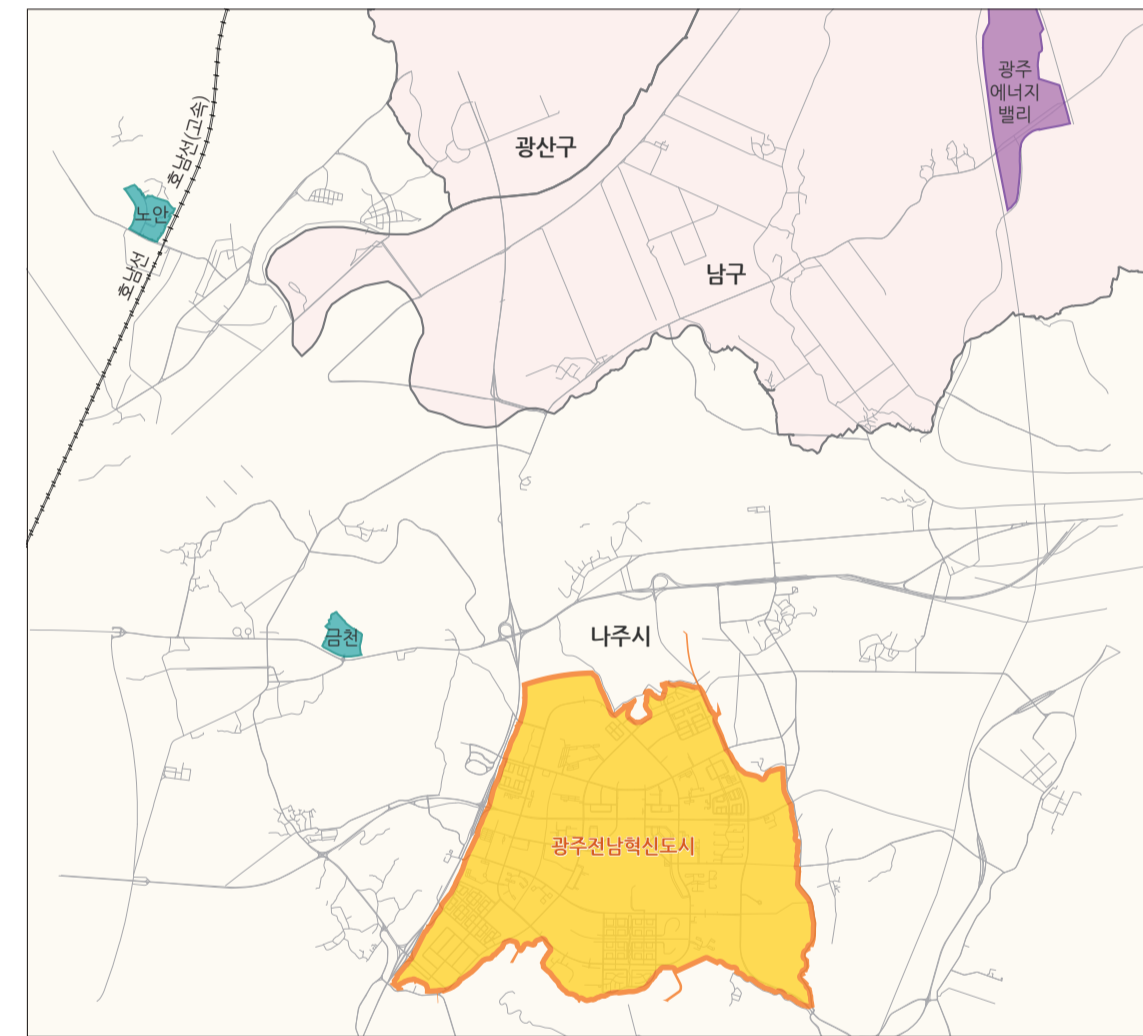 광주
에너지
밸리
호남선(고속)
광산구
노안
호남선
남구
금천
나주시
광주전남혁신도시